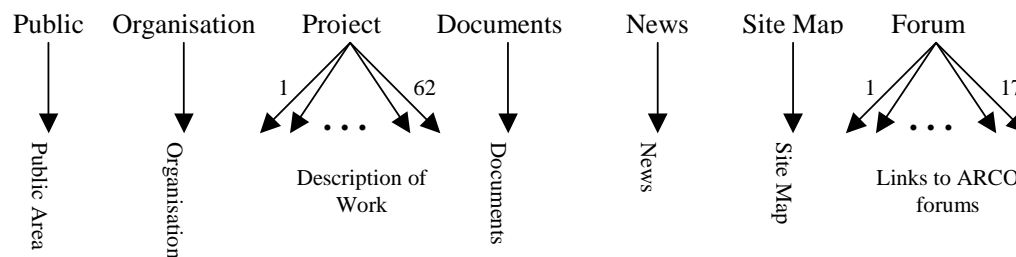 Public Organisation Project Documents News Site Map Forum
1 62 1 17
... ...
Public Area
Organisation
Description of
Work
Documents
News
Site Map
Links to ARCO
forums